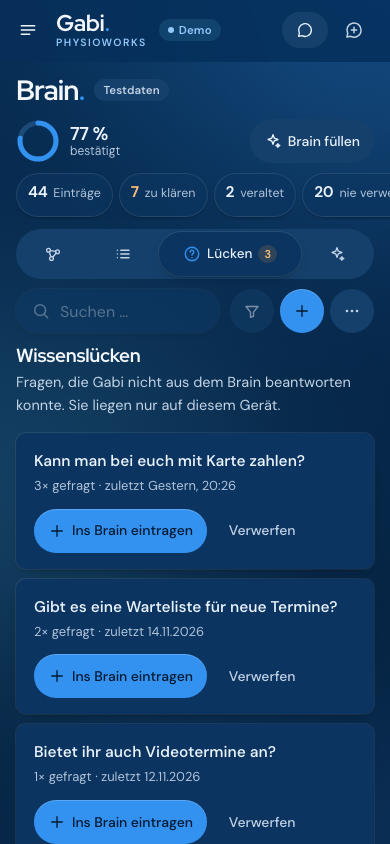 Gabi.
PHYSIOWORKS
Demo
Brain.
Testdaten
77 %
bestätigt
Brain füllen
44 Einträge
7 zu klären
2 veraltet
20 nie verwe
Lücken 3
Suchen ...
Wissenslücken
Fragen, die Gabi nicht aus dem Brain beantworten
konnte. Sie liegen nur auf diesem Gerät.
Kann man bei euch mit Karte zahlen?
3× gefragt · zuletzt Gestern, 20:26
Ins Brain eintragen
Verwerfen
Gibt es eine Warteliste für neue Termine?
2× gefragt · zuletzt 14.11.2026
Ins Brain eintragen
Verwerfen
Bietet ihr auch Videotermine an?
1× gefragt · zuletzt 12.11.2026
Ins Brain eintragen
Verwerfen